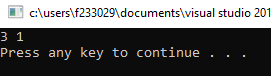 c:\users\f233029\documents\visual studio 201
3 1
Press any key to continue . . .